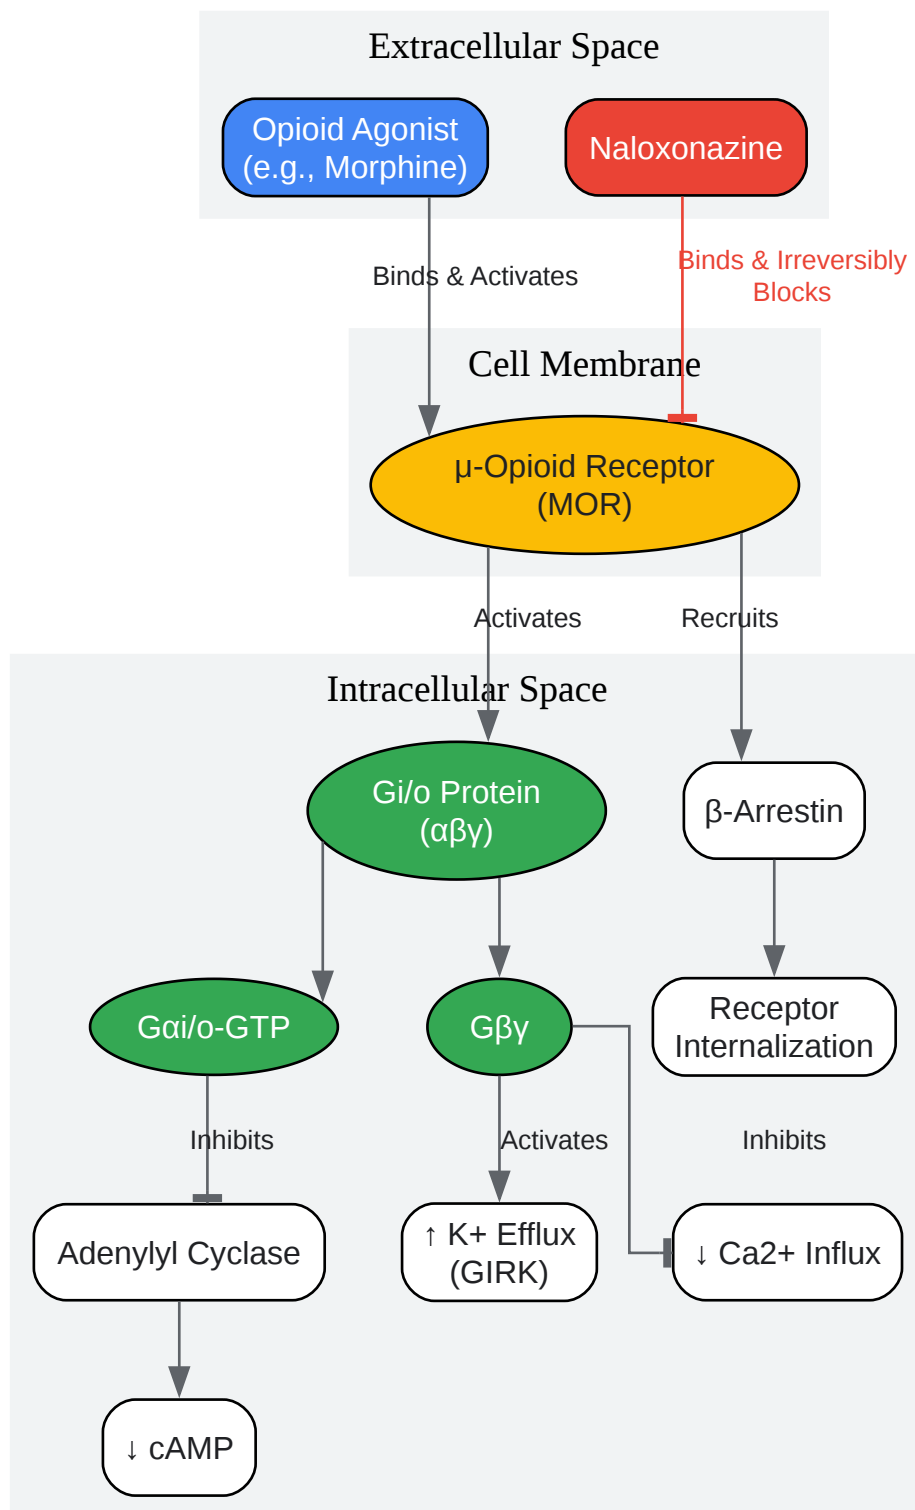 Extracellular Space
Opioid Agonist
(e.g., Morphine)
Naloxonazine
Binds & Activates
Binds & Irreversibly
Blocks
Cell Membrane
μ-Opioid Receptor
(MOR)
Activates
Recruits
Intracellular Space
Gi/o Protein
(αβγ)
β-Arrestin
Gαi/o-GTP
Gβγ
Receptor
Internalization
Inhibits
Activates
Inhibits
Adenylyl Cyclase
↑ K+ Efflux
(GIRK)
↓ Ca2+ Influx
↓ cAMP